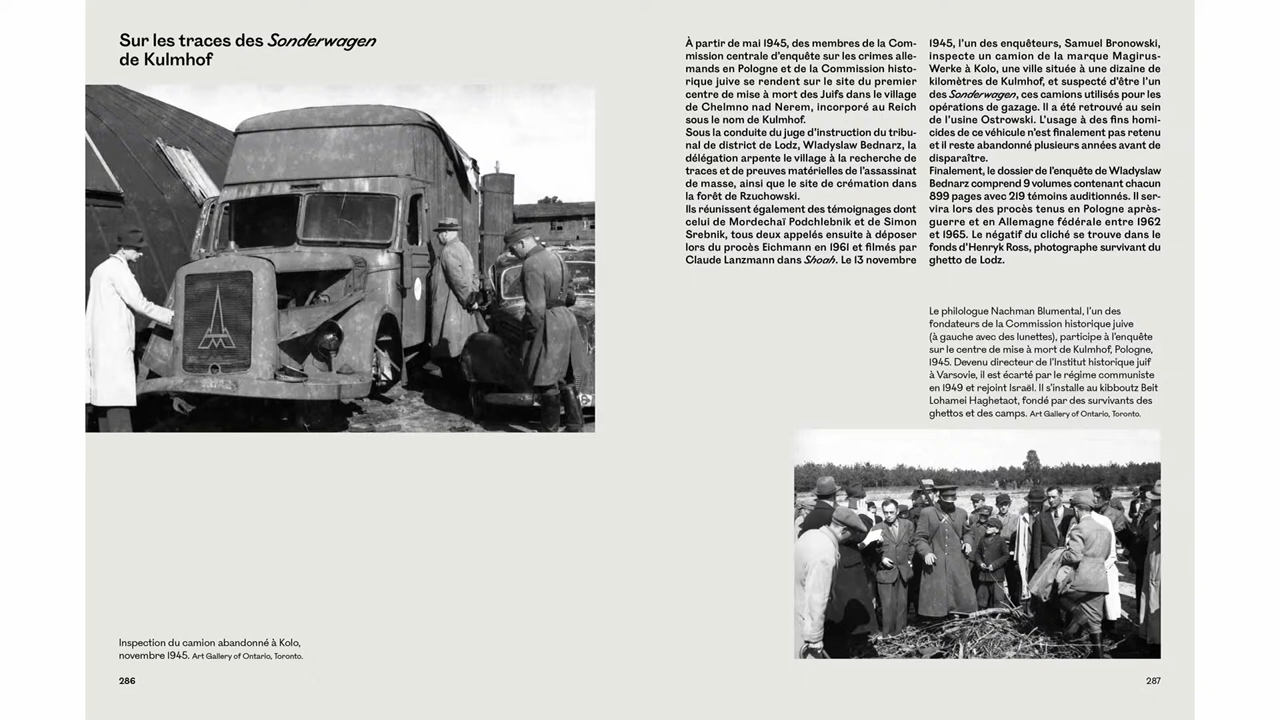 Sur les traces des Sonderwagen
de Kulmhof
À partir de mai 1945, des membres de la Com-
mission centrale d'enquête sur les crimes alle-
mands en Pologne et de la Commission histo-
rique juive se rendent sur le site du premier
centre de mise à mort des Juifs dans le village
de Chelmno nad Nerem, incorporé au Reich
sous le nom de Kulmhof.
Sous la conduite du juge d'instruction du tribu-
nal de district de Lodz, Wladyslaw Bednarz, la
délégation arpente le village à la recherche de
traces et de preuves matérielles de l'assassinat
de masse, ainsi que le site de crémation dans
la forêt de Rzuchowski.
Ils réunissent également des témoignages dont
celui de Mordechaï Podchlebnik et de Simon
Srebnik, tous deux appelés ensuite à déposer
lors du procès Eichmann en 1961 et filmés par
Claude Lanzmann dans Shoah. Le 13 novembre
1945, l'un des enquêteurs, Samuel Bronowski,
inspecte un camion de la marque Magirus-
Werke à Kolo, une ville située à une dizaine de
kilomètres de Kulmhof, et suspecté d'être l'un
des Sonderwagen, ces camions utilisés pour les
opérations de gazage. Il a été retrouvé au sein
de l'usine Ostrowski. L'usage à des fins homi-
cides de ce véhicule n'est finalement pas retenu
et il reste abandonné plusieurs années avant de
disparaître.
Finalement, le dossier de l'enquête de Wladyslaw
Bednarz comprend 9 volumes contenant chacun
899 pages avec 219 témoins auditionnés. Il ser-
vira lors des procès tenus en Pologne après-
guerre et en Allemagne fédérale entre 1962
et 1965. Le négatif du cliché se trouve dans le
fonds d'Henryk Ross, photographe survivant du
ghetto de Lodz.
Le philologue Nachman Blumental, l'un des
fondateurs de la Commission historique juive
(à gauche avec des lunettes), participe à l'enquête
sur le centre de mise à mort de Kulmhof, Pologne,
1945. Devenu directeur de l'Institut historique juif
à Varsovie, il est écarté par le régime communiste
en 1949 et rejoint Israël. Il s'installe au kibboutz Beit
Lohamei Haghetaot, fondé par des survivants des
ghettos et des camps. Art Gallery of Ontario, Toronto.
Inspection du camion abandonné à Kolo,
novembre 1945. Art Gallery of Ontario, Toronto.
286
287